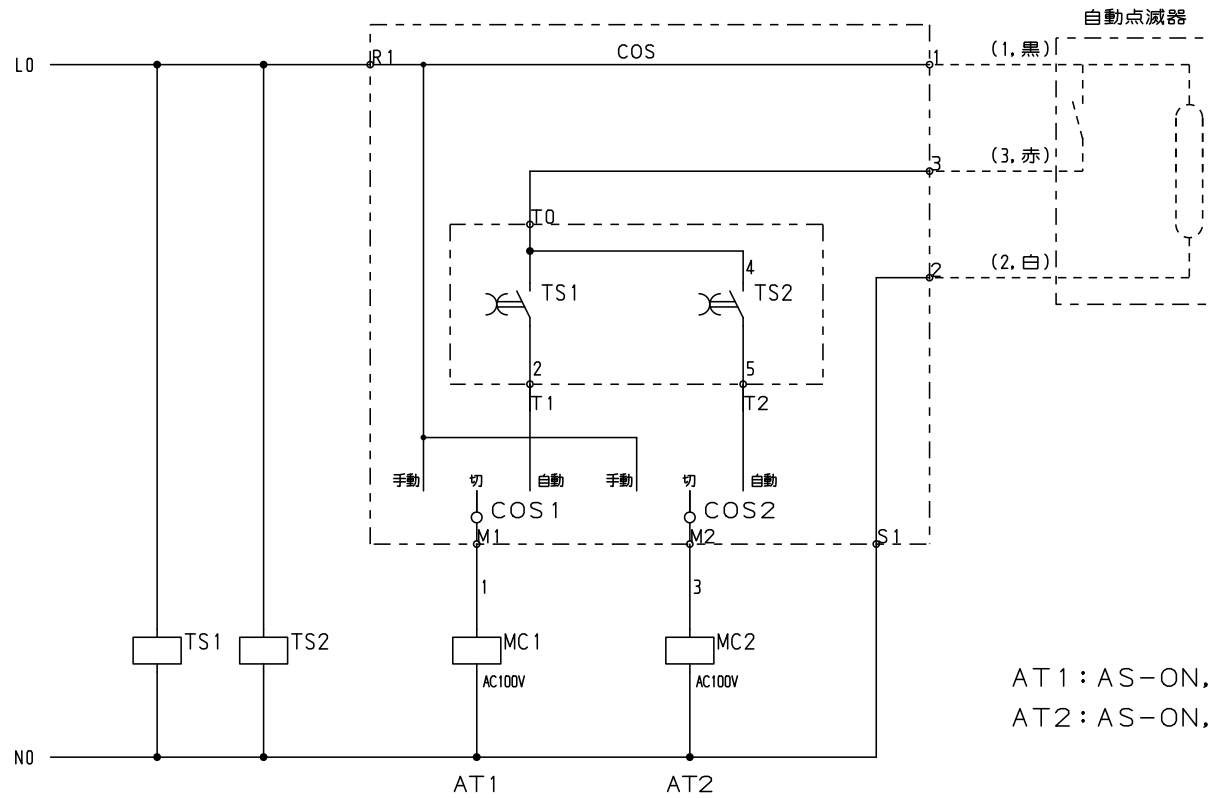 自動点滅器
L0
R1
COS
1
(1,黒)
3
(3,赤)
T0
2
(2,白)
4
TS1
TS2
2
5
T1
T2
手動
切
自動
手動
切
自動
COS1
COS2
M1
M2
S1
1
3
TS1
TS2
MC1
MC2
AC100V
AC100V
AT1:AS-ON,
AT2:AS-ON,
N0
AT1
AT2